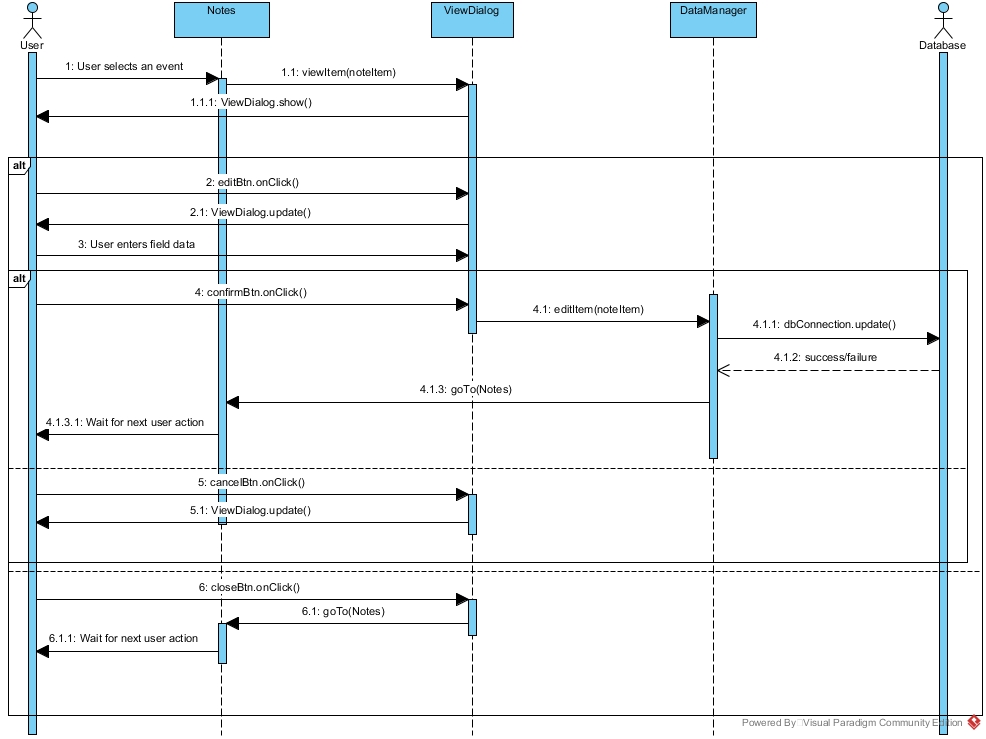 Notes
ViewDialog
DataManager
User
Database
1: User selects an event
1.1: viewItem(noteItem)
1.1.1: ViewDialog.show()
alt
2: editBtn.onClick()
2.1: ViewDialog.update()
3: User enters field data
alt
4: confirmBtn.onClick()
4.1: editItem(noteItem)
4.1.1: dbConnection.update()
4.1.2: success/failure
4.1.3: goTo(Notes)
4.1.3.1: Wait for next user action
5: cancelBtn.onClick()
5.1: ViewDialog.update()
6: closeBtn.onClick()
6.1: goTo(Notes)
6.1.1: Wait for next user action
Powered By Visual Paradigm Community Edition